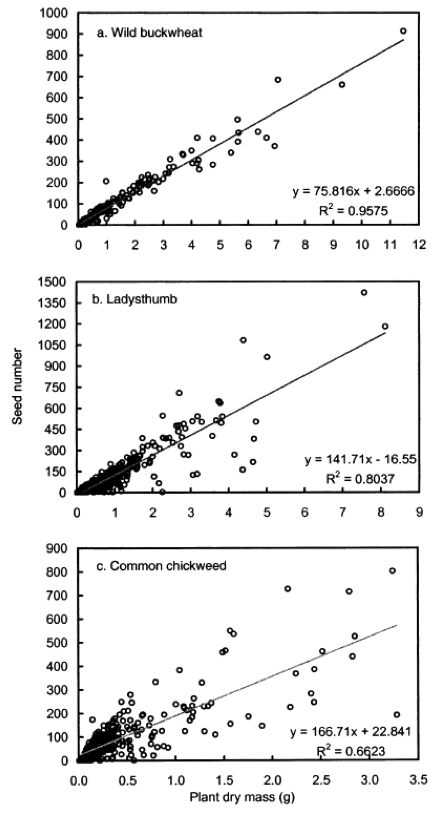 1000
a. Wild buckwheat
900
800
700
600
500
400
300
200
100
0
y = 75.816x + 2.6666
R² = 0.9575
0 1 2 3 4 5 6 7 8 9 10 11 12
1500
b. Ladysthumb
1350
1200
1050
900
750
600
450
300
150
0
Seed number
y = 141.71x - 16.55
R² = 0.8037
0 1 2 3 4 5 6 7 8 9
900
c. Common chickweed
800
700
600
500
400
300
200
100
0
y = 166.71x + 22.841
R² = 0.6623
0.0 0.5 1.0 1.5 2.0 2.5 3.0 3.5
Plant dry mass (g)